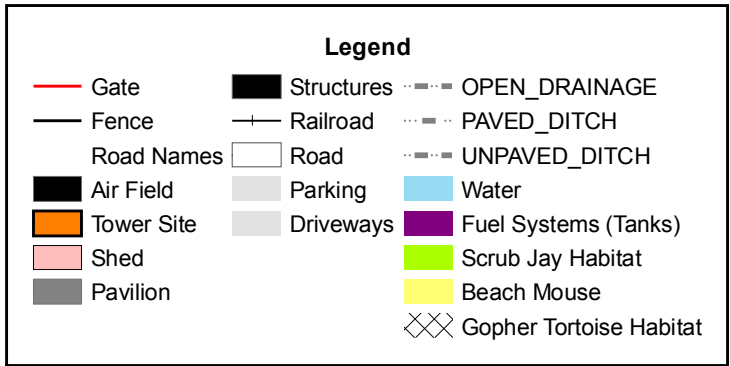 Legend
Gate
Fence
Road Names
Air Field
Tower Site
Shed
Pavilion
Structures
Railroad
Road
Parking
Driveways
OPEN_DRAINAGE
PAVED_DITCH
UNPAVED_DITCH
Water
Fuel Systems (Tanks)
Scrub Jay Habitat
Beach Mouse
Gopher Tortoise Habitat